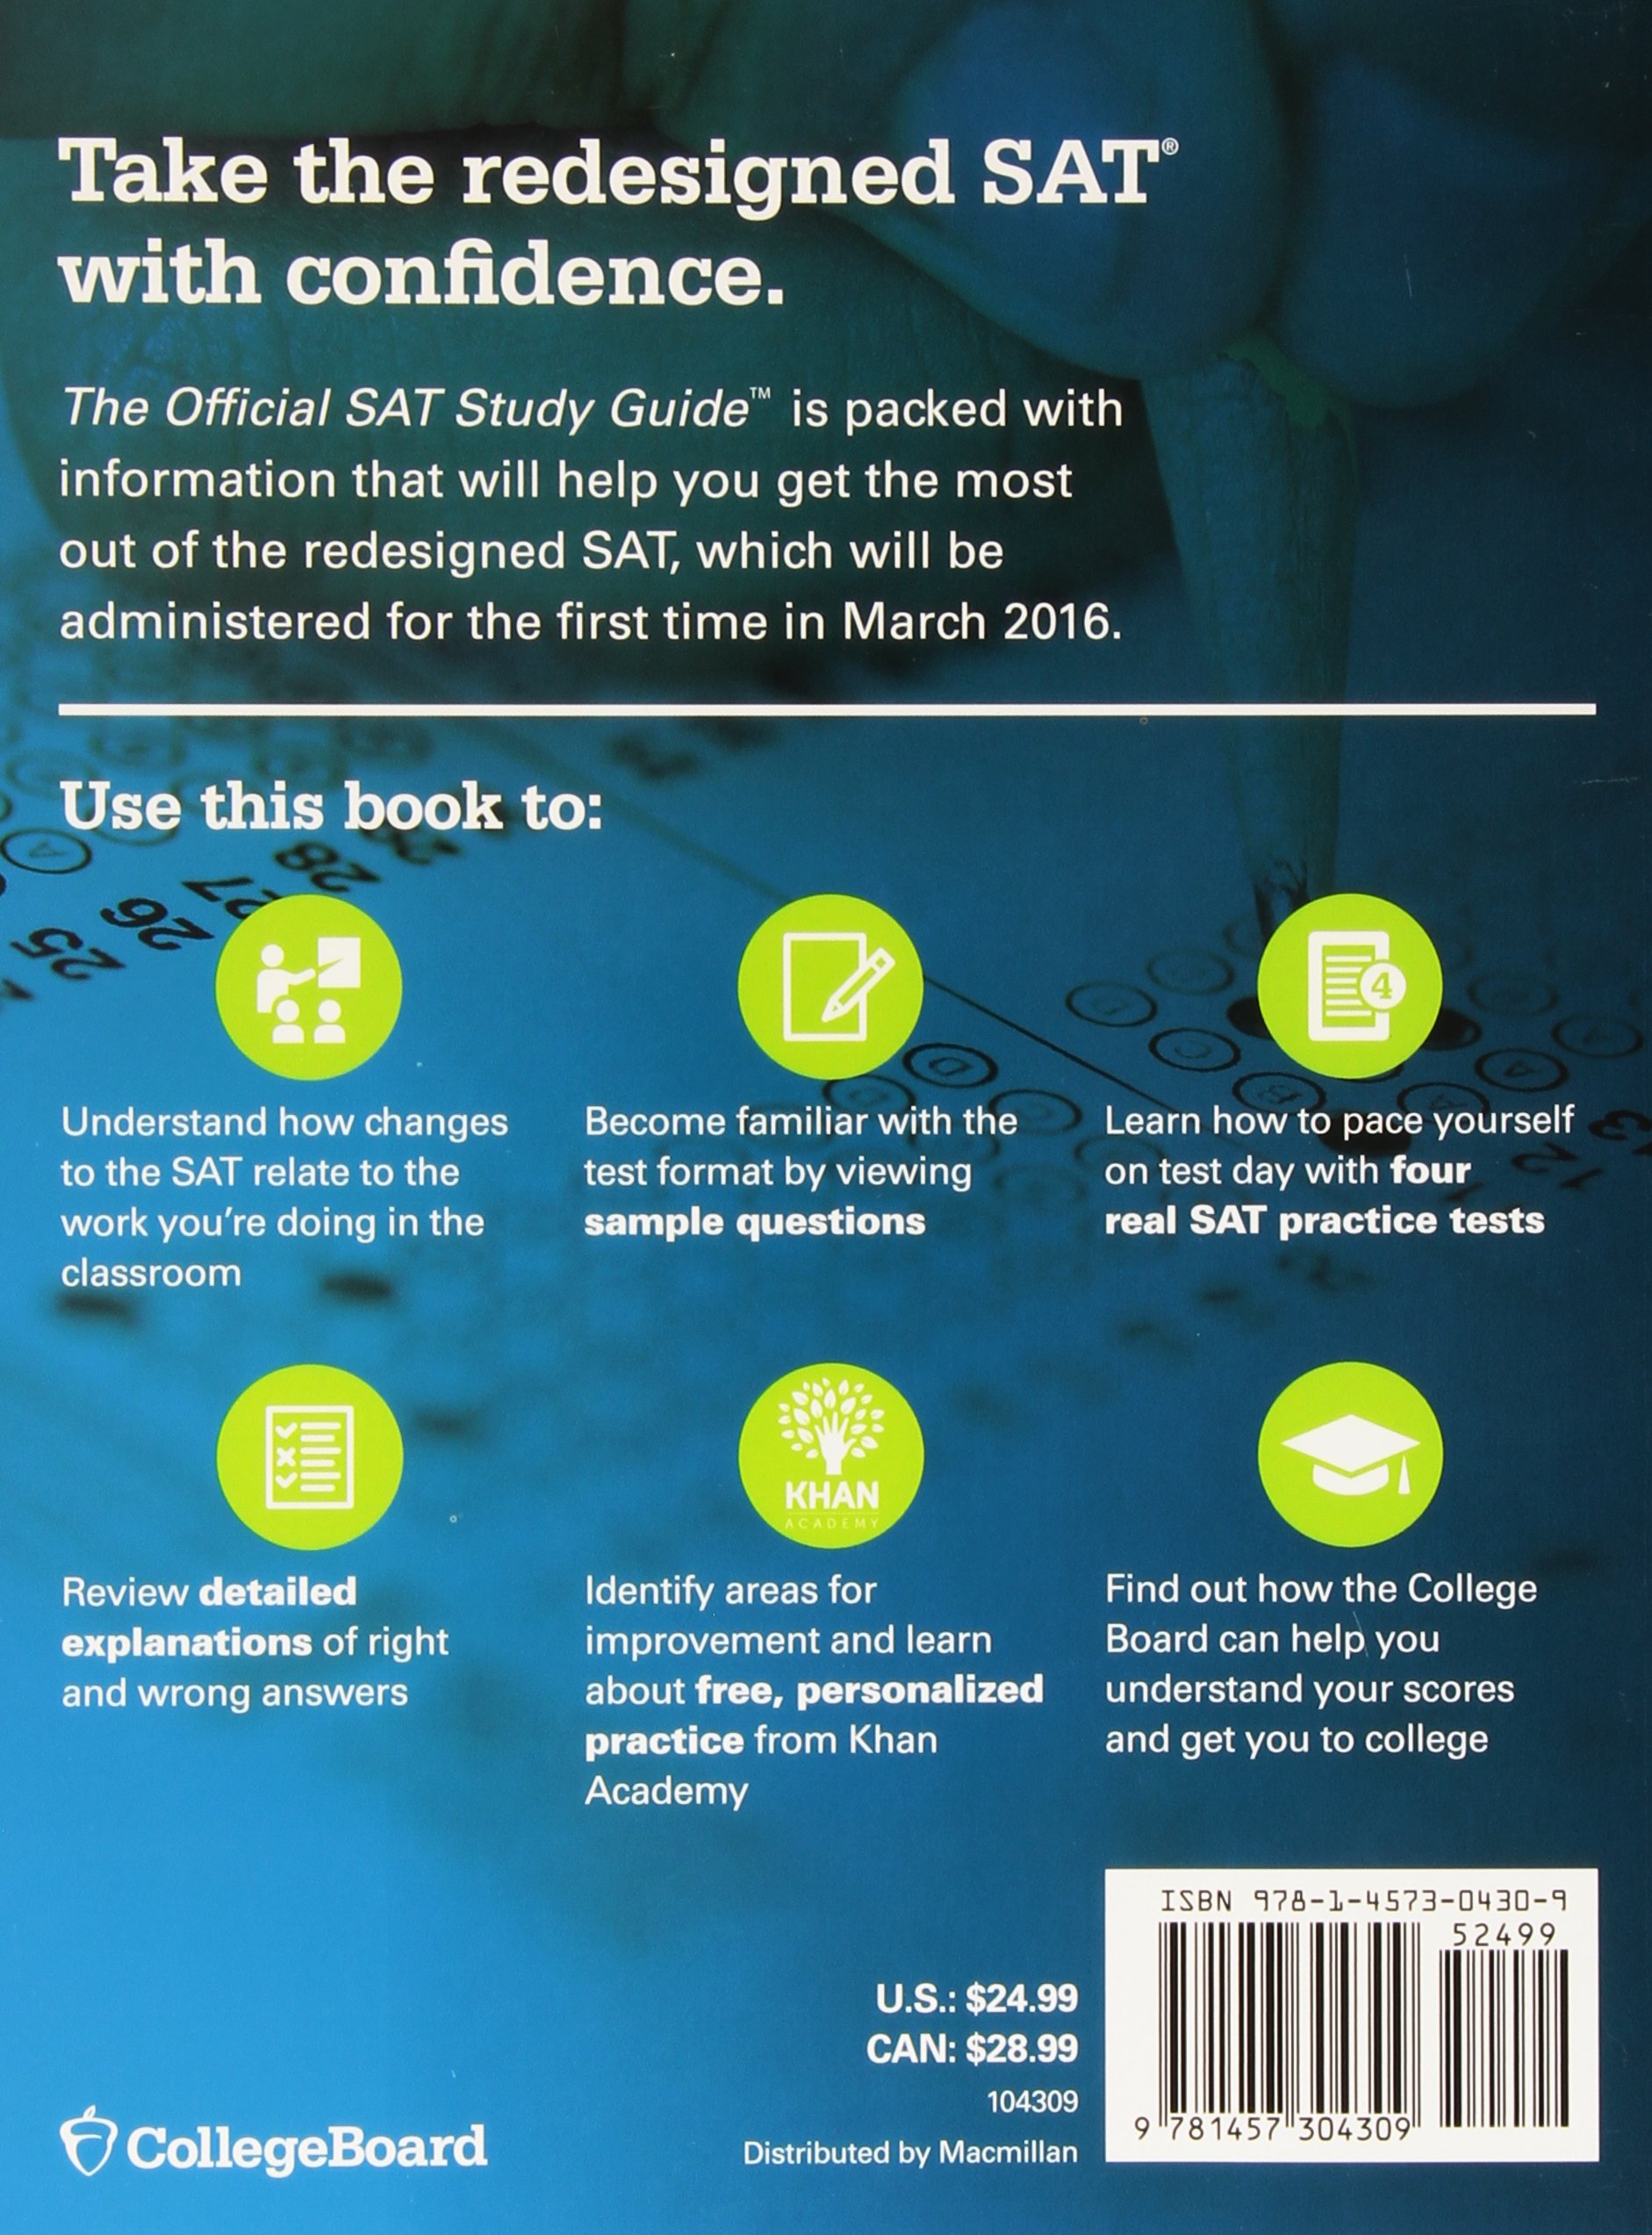 Take the redesigned SAT®
with confidence.
The Official SAT Study Guide™ is packed with
information that will help you get the most
out of the redesigned SAT, which will be
administered for the first time in March 2016.
Use this book to:
28
27
26
25
4
Understand how changes
to the SAT relate to the
work you're doing in the
classroom
Become familiar with the
test format by viewing
sample questions
Learn how to pace yourself
on test day with four
real SAT practice tests
KHAN
ACADEMY
Review detailed
explanations of right
and wrong answers
Identify areas for
improvement and learn
about free, personalized
practice from Khan
Academy
Find out how the College
Board can help you
understand your scores
and get you to college
U.S.: $24.99
CAN: $28.99
104309
Distributed by Macmillan
CollegeBoard
ISBN 978-1-4573-0430-9
52499
9 781457 304309